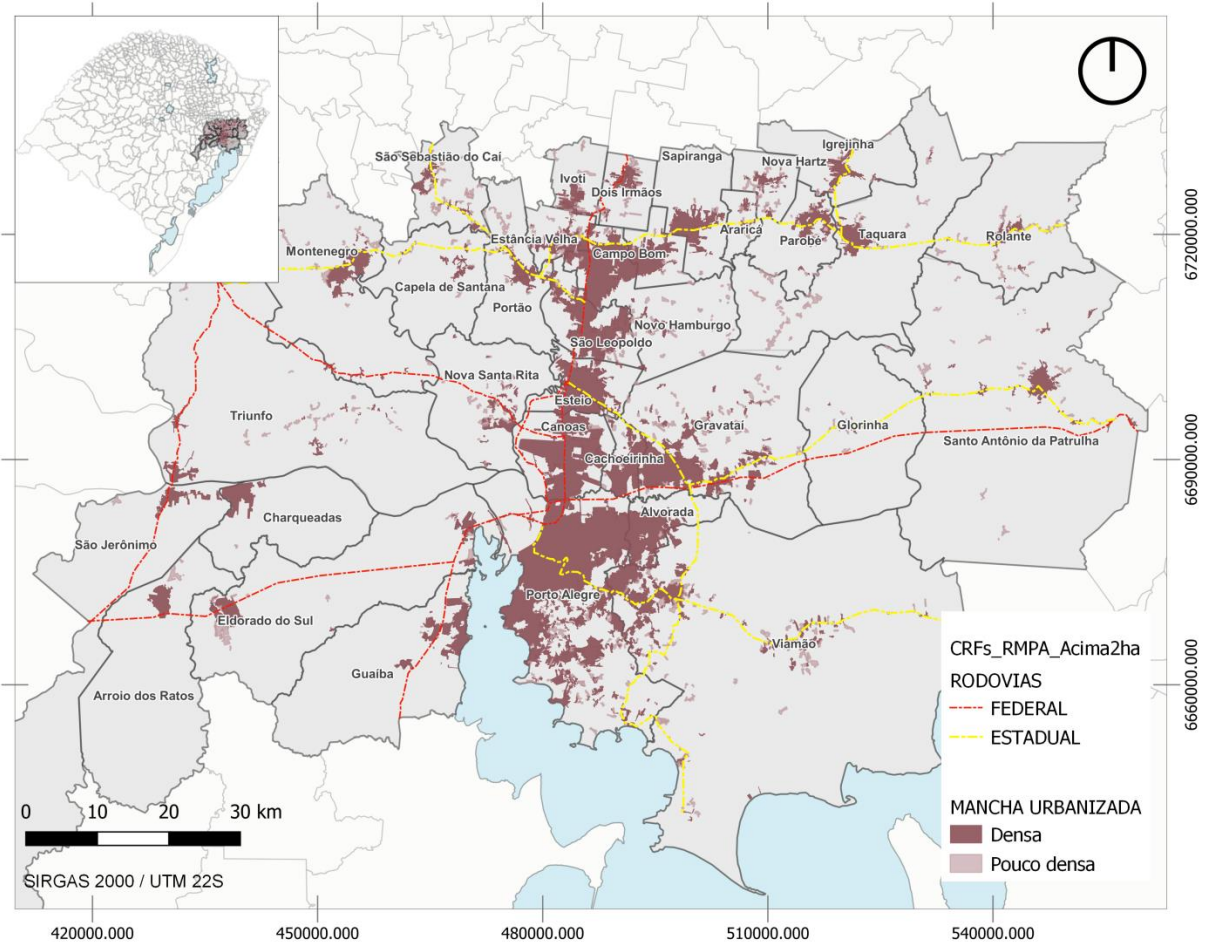 Igrejinha
São Sebastião do Caí
Sapiranga
Nova Hartz
Ivoti
Dois Irmãos
Araricá
Parobé
Taquara
Rolante
Estância Velha
Montenegro
Campo Bom
Capela de Santana
Portão
Novo Hamburgo
São Leopoldo
Nova Santa Rita
Esteio
Triunfo
Canoas
Gravataí
Glorinha
Santo Antônio da Patrulha
Cachoeirinha
Charqueadas
Alvorada
São Jerônimo
Porto Alegre
Eldorado do Sul
Viamão
Guaíba
Arroio dos Ratos
6720000.000
6690000.000
6660000.000
CRFs_RMPA_Acima2ha
RODOVIAS
FEDERAL
ESTADUAL
MANCHA URBANIZADA
Densa
Pouco densa
0 10 20 30 km
SIRGAS 2000 / UTM 22S
420000.000 450000.000 480000.000 510000.000 540000.000